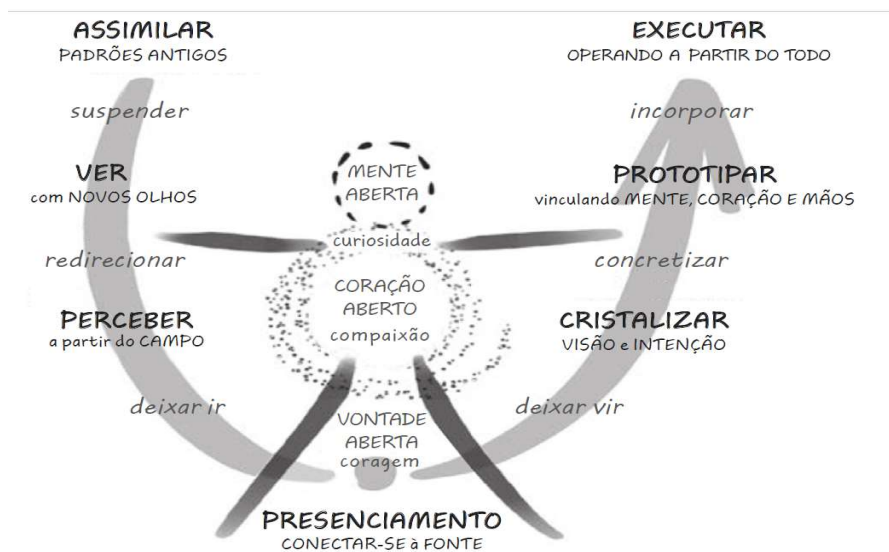 ASSIMILAR
PADRÕES ANTIGOS
suspender
VER
com NOVOS OLHOS
redirecionar
PERCEBER
a partir do CAMPO
deixar ir
MENTE
ABERTA
curiosidade
CORAÇÃO
ABERTO
compaixão
VONTADE
ABERTA
coragem
PRESENCIAMENTO
CONECTAR-SE à FONTE
deixar vir
CRISTALIZAR
VISÃO e INTENÇÃO
concretizar
PROTOTIPAR
vinculando MENTE, CORAÇÃO E MÃOS
incorporar
EXECUTAR
OPERANDO A PARTIR DO TODO